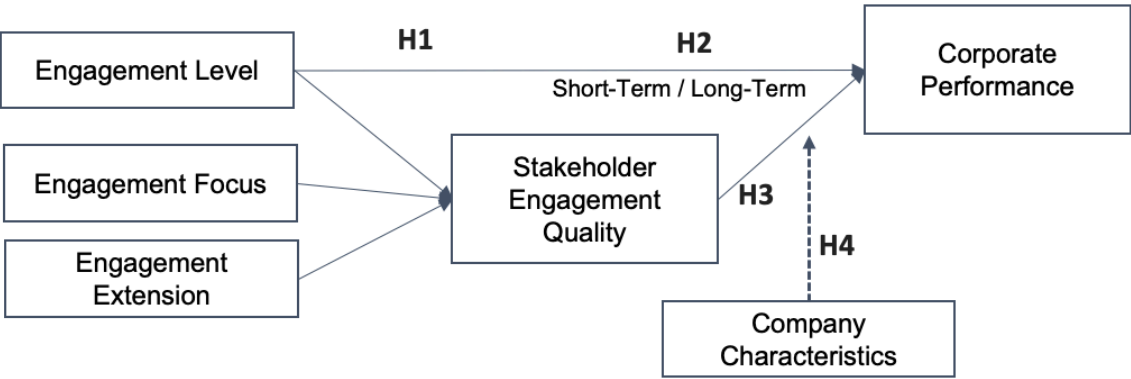 Engagement Level
H1
H2
Short-Term / Long-Term
Corporate
Performance
Engagement Focus
Stakeholder
Engagement
Quality
H3
Engagement
Extension
H4
Company
Characteristics